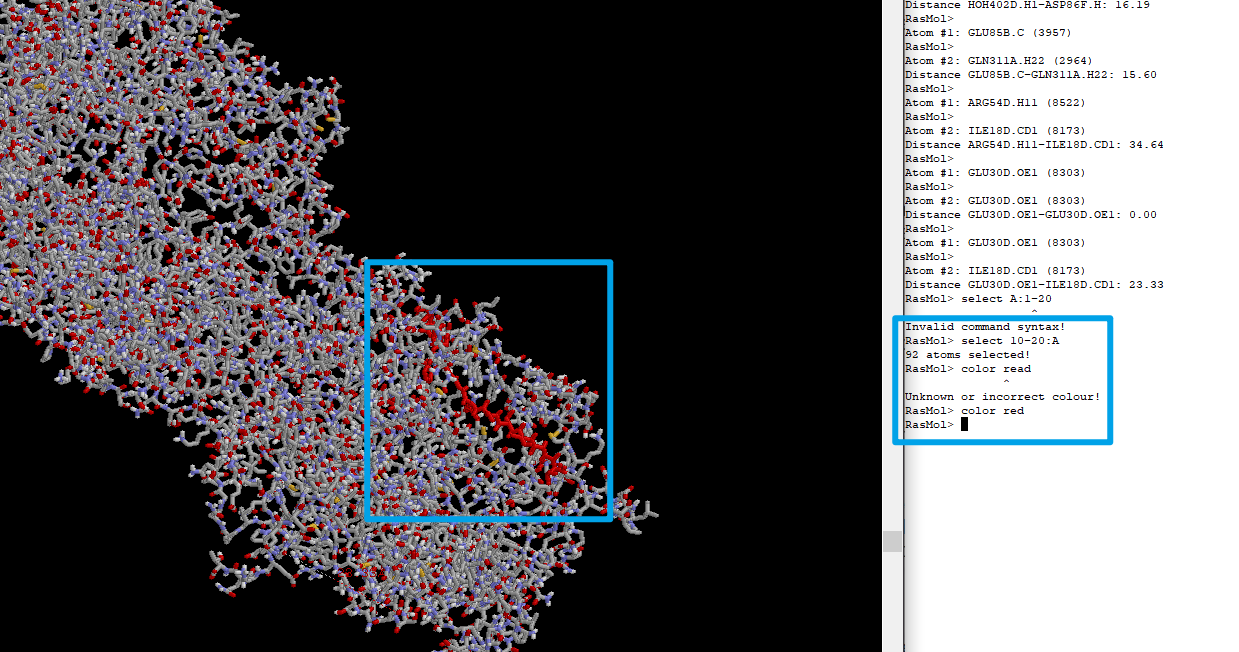 Distance HOH402D.H1-ASP86F.H: 16.19
RasMol>
Atom #1: GLU85B.C (3957)
RasMol>
Atom #2: GLN311A.H22 (2964)
Distance GLU85B.C-GLN311A.H22: 15.60
RasMol>
Atom #1: ARG54D.H11 (8522)
RasMol>
Atom #2: ILE18D.CD1 (8173)
Distance ARG54D.H11-ILE18D.CD1: 34.64
RasMol>
Atom #1: GLU30D.OE1 (8303)
RasMol>
Atom #2: GLU30D.OE1 (8303)
Distance GLU30D.OE1-GLU30D.OE1: 0.00
RasMol>
Atom #1: GLU30D.OE1 (8303)
RasMol>
Atom #2: ILE18D.CD1 (8173)
Distance GLU30D.OE1-ILE18D.CD1: 23.33
RasMol> select A:1-20
^
Invalid command syntax!
RasMol> select 10-20:A
92 atoms selected!
RasMol> color read
^
Unknown or incorrect colour!
RasMol> color red
RasMol>